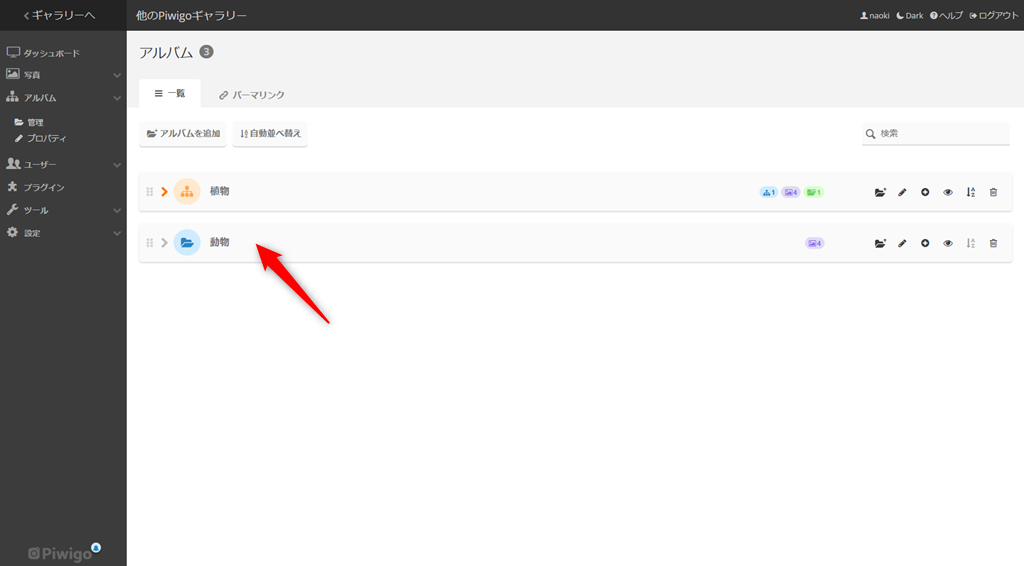 ギャラリーへ
他のPiwigoギャラリー
naoki Dark ヘルプ ログアウト
ダッシュボード
写真
アルバム
管理
プロパティ
ユーザー
プラグイン
ツール
設定
Piwigo
アルバム 3
一覧 パーマリンク
アルバムを追加 自動並べ替え 検索
植物 1 4 1
動物 4